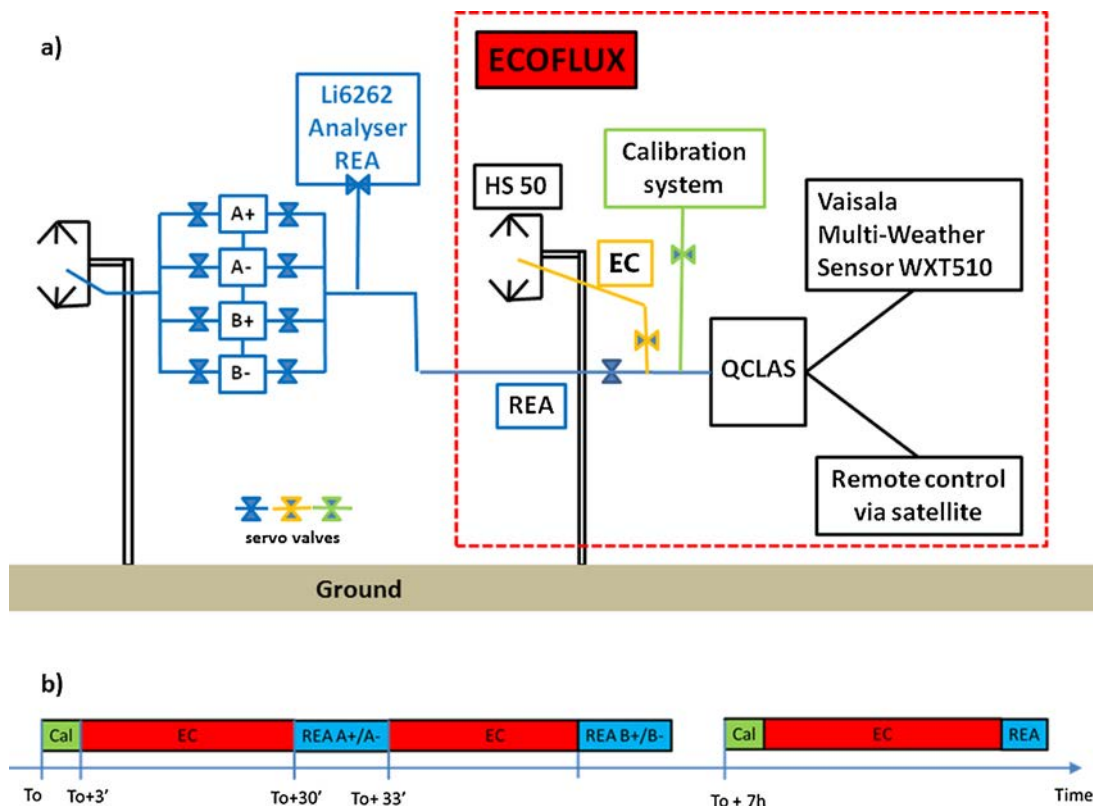 a)
ECOFLUX
Li6262
Analyser
REA
Calibration
system
HS 50
Vaisala
Multi-Weather
Sensor WXT510
A+
A-
B+
B-
EC
QCLAS
REA
Remote control
via satellite
servo valves
Ground
b)
Cal
EC
REA A+/A-
EC
REA B+/B-
Cal
EC
REA
To
To+3'
To+30'
To+ 33'
To + 7h
Time